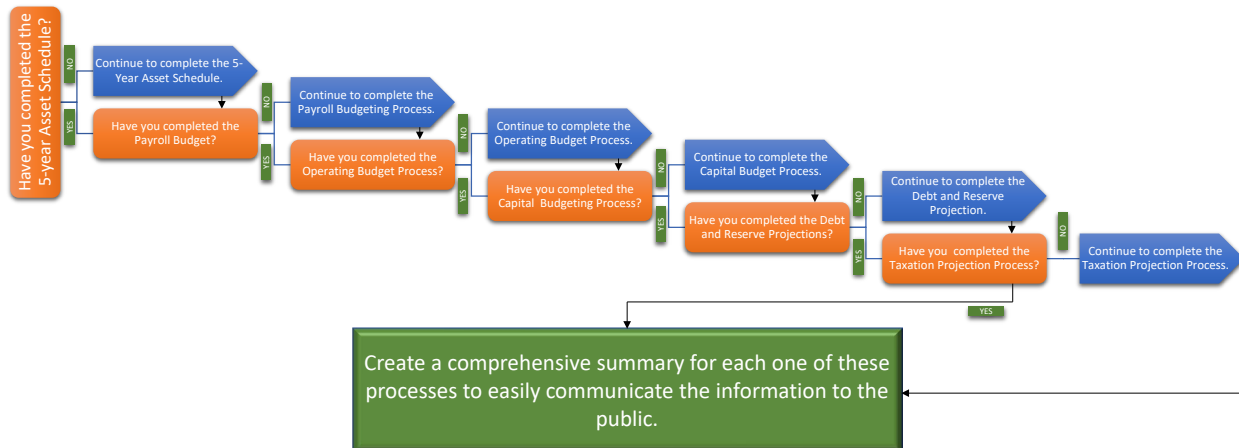 Have you completed the
5-year Asset Schedule?
NO
YES
Continue to complete the 5-
Year Asset Schedule.
Have you completed the
Payroll Budget?
NO
YES
Continue to complete the
Payroll Budgeting Process.
Have you completed the
Operating Budget Process?
NO
YES
Continue to complete the
Operating Budget Process.
Have you completed the
Capital  Budgeting Process?
NO
YES
Continue to complete the
Capital Budget Process.
Have you completed the Debt
and Reserve Projections?
NO
YES
Continue to complete the
Debt and Reserve
Projection.
Have you  completed the
Taxation Projection Process?
NO
YES
Continue to complete the
Taxation Projection Process.
Create a comprehensive summary for each one of these
processes to easily communicate the information to the
public.